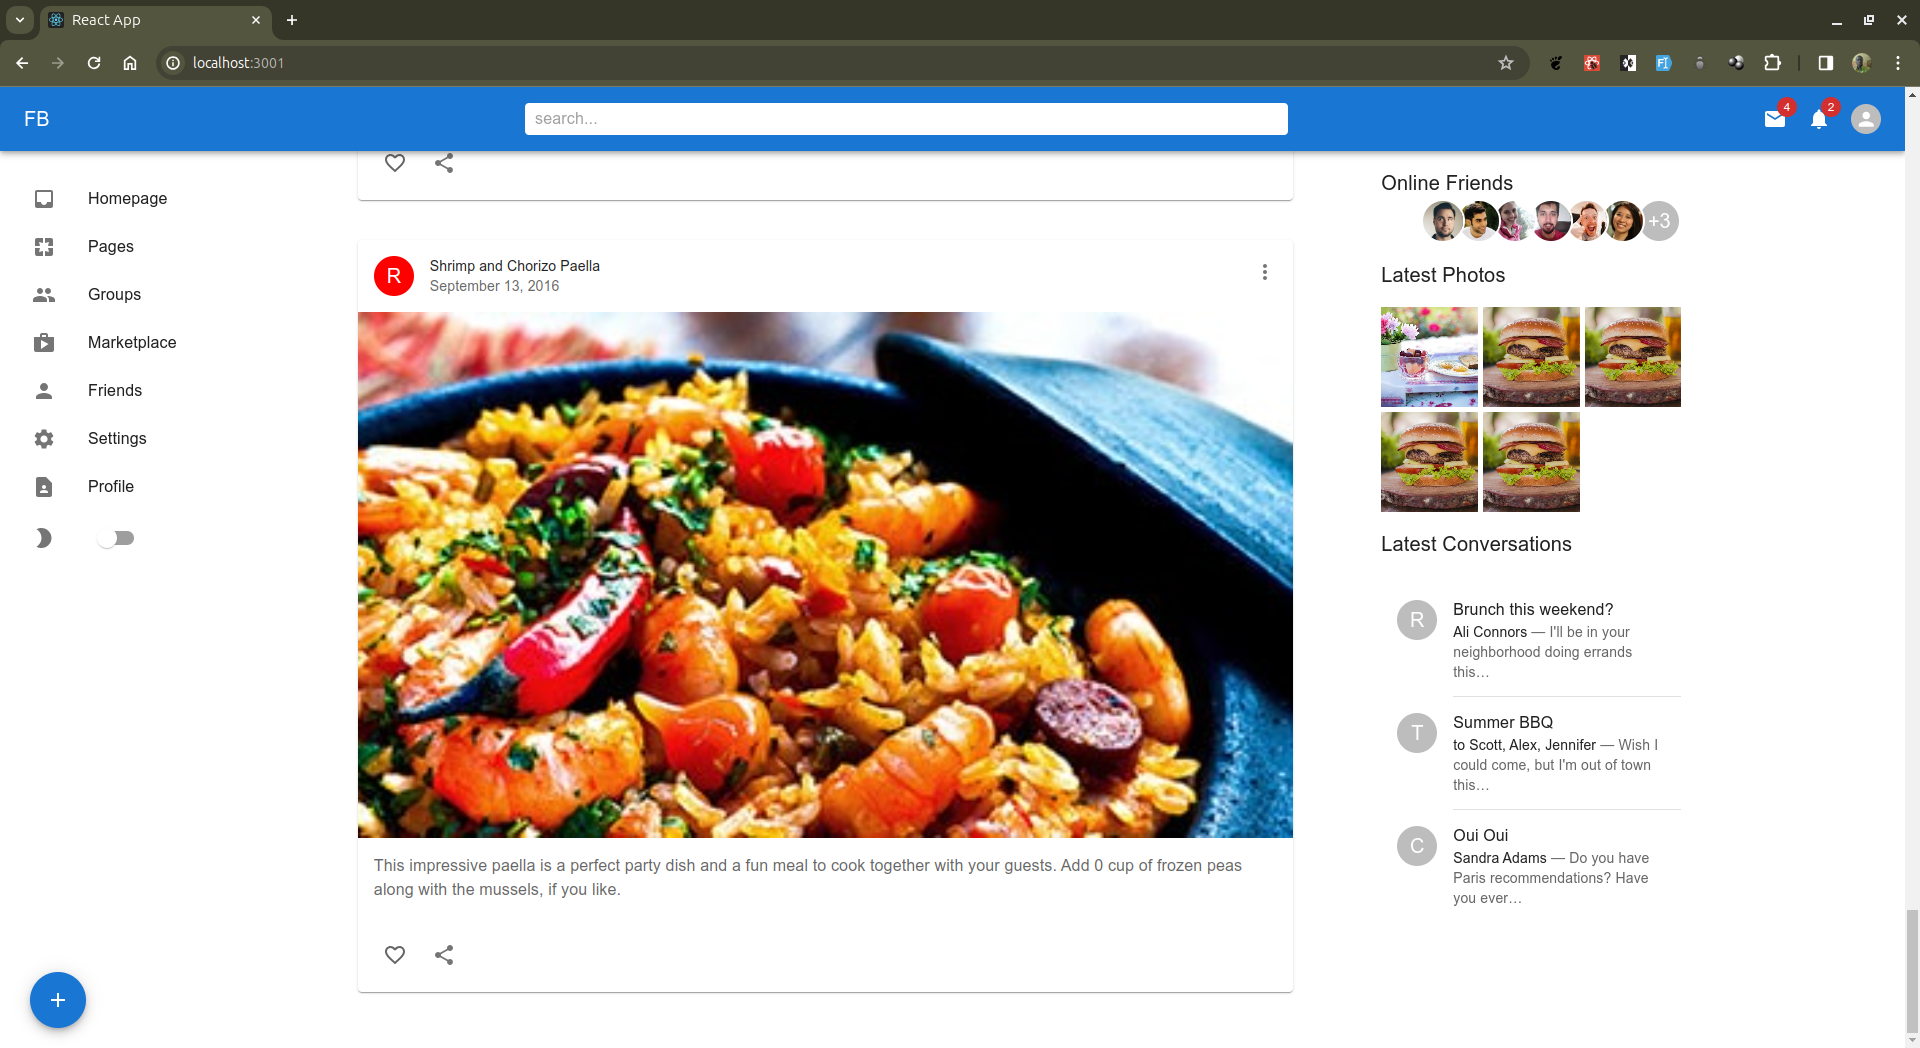 React App
localhost:3001
FB
search...
4
2
Homepage
Pages
Groups
Marketplace
Friends
Settings
Profile
R
Shrimp and Chorizo Paella
September 13, 2016
This impressive paella is a perfect party dish and a fun meal to cook together with your guests. Add 0 cup of frozen peas
along with the mussels, if you like.
Online Friends
+3
Latest Photos
Latest Conversations
R
Brunch this weekend?
Ali Connors — I'll be in your
neighborhood doing errands
this…
T
Summer BBQ
to Scott, Alex, Jennifer — Wish I
could come, but I'm out of town
this…
C
Oui Oui
Sandra Adams — Do you have
Paris recommendations? Have
you ever…